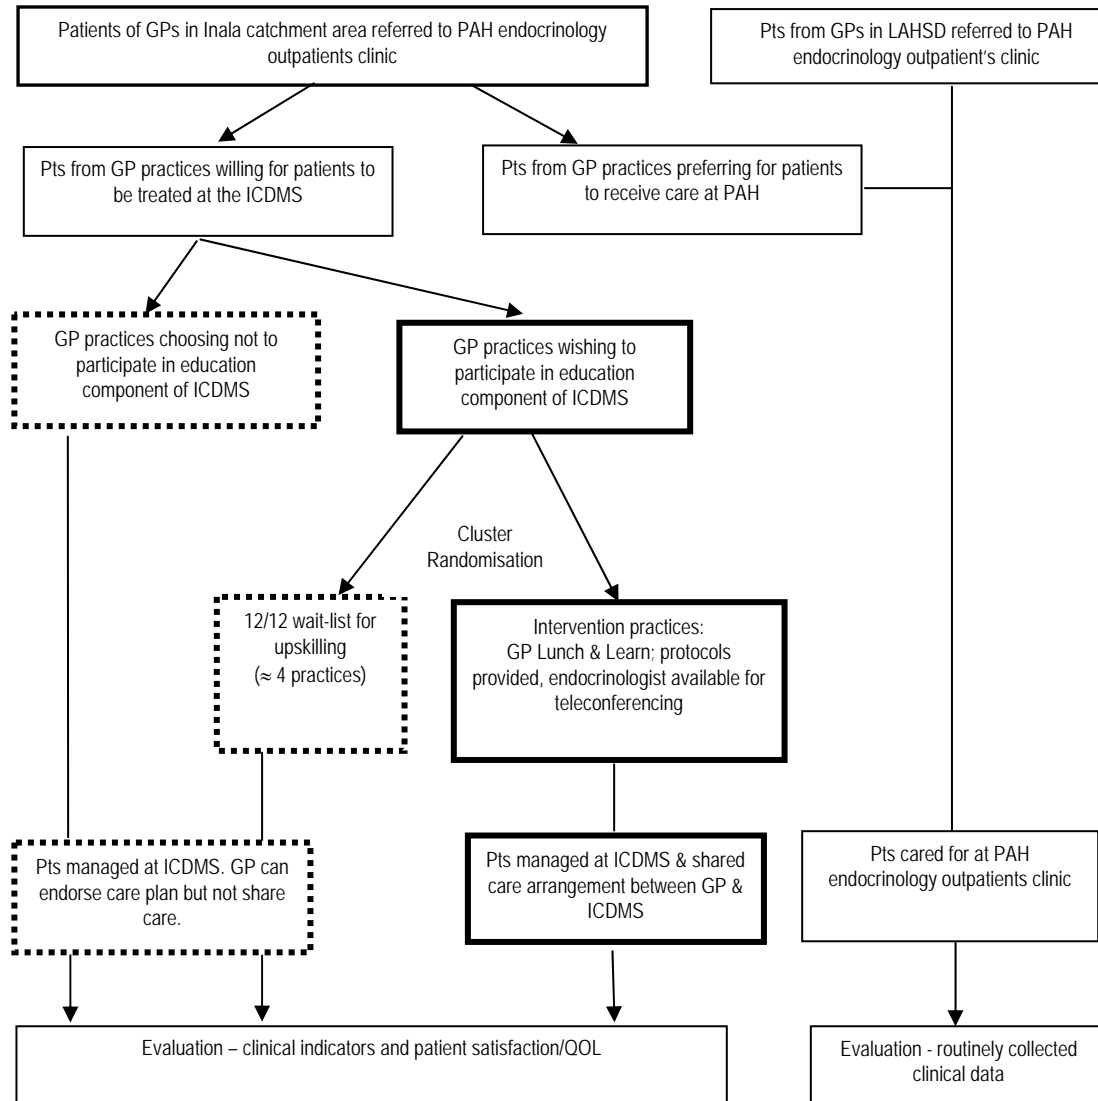 Patients of GPs in Inala catchment area referred to PAH endocrinology
outpatients clinic
Pts from GPs in LAHSD referred to PAH
endocrinology outpatient's clinic
Pts from GP practices willing for patients to
be treated at the ICDMS
Pts from GP practices preferring for patients
to receive care at PAH
GP practices choosing not to
participate in education
component of ICDMS
GP practices wishing to
participate in education
component of ICDMS
Cluster
Randomisation
12/12 wait-list for
upskilling
(≈ 4 practices)
Intervention practices:
GP Lunch & Learn; protocols
provided, endocrinologist available for
teleconferencing
Pts managed at ICDMS. GP can
endorse care plan but not share
care.
Pts managed at ICDMS & shared
care arrangement between GP &
ICDMS
Pts cared for at PAH
endocrinology outpatients clinic
Evaluation – clinical indicators and patient satisfaction/QOL
Evaluation - routinely collected
clinical data